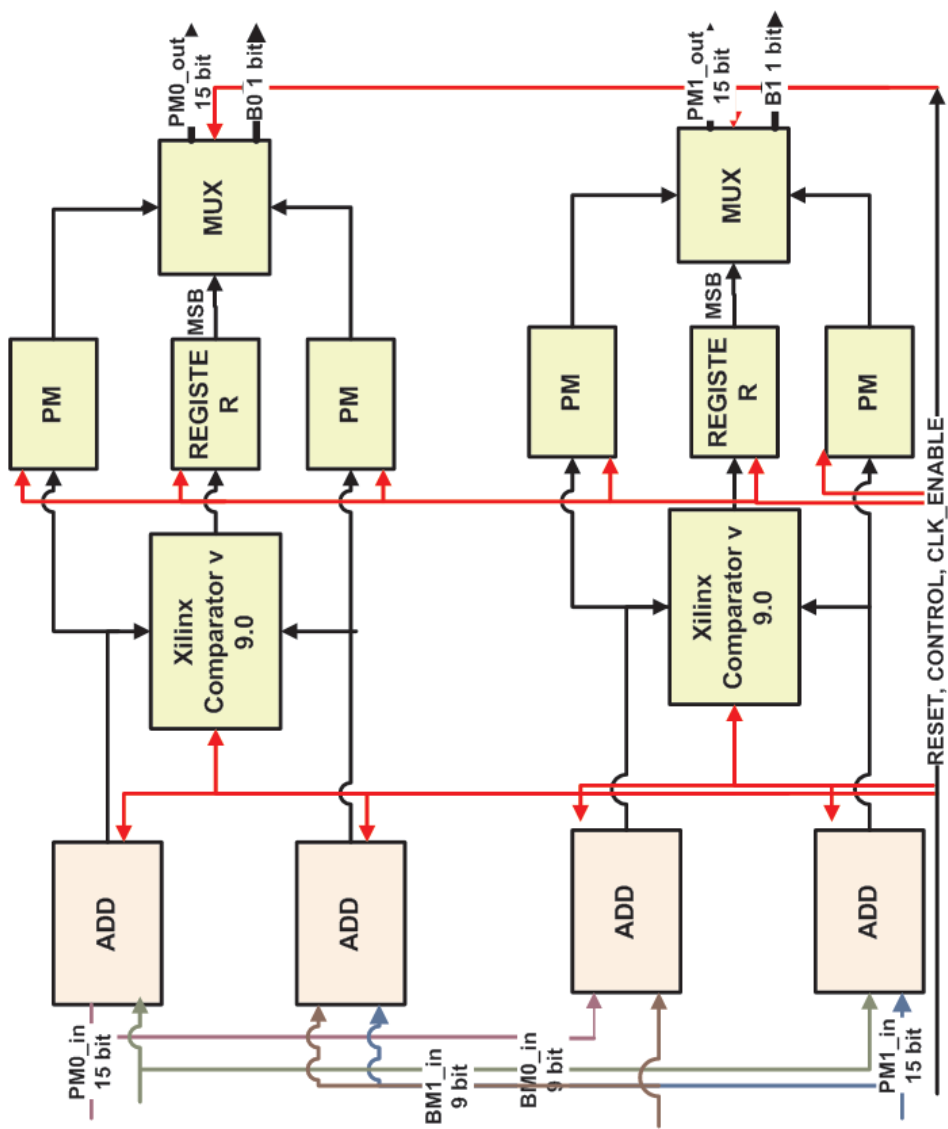 PM0_out
15 bit
B0 1 bit
PM1_out
15 bit
B1 1 bit
MUX
MUX
MSB
MSB
PM
REGISTE
R
PM
PM
REGISTE
R
PM
Xilinx
Comparator v
9.0
Xilinx
Comparator v
9.0
RESET, CONTROL, CLK_ENABLE
ADD
ADD
ADD
ADD
PM0_in
15 bit
BM1_in
9 bit
BM0_in
9 bit
PM1_in
15 bit